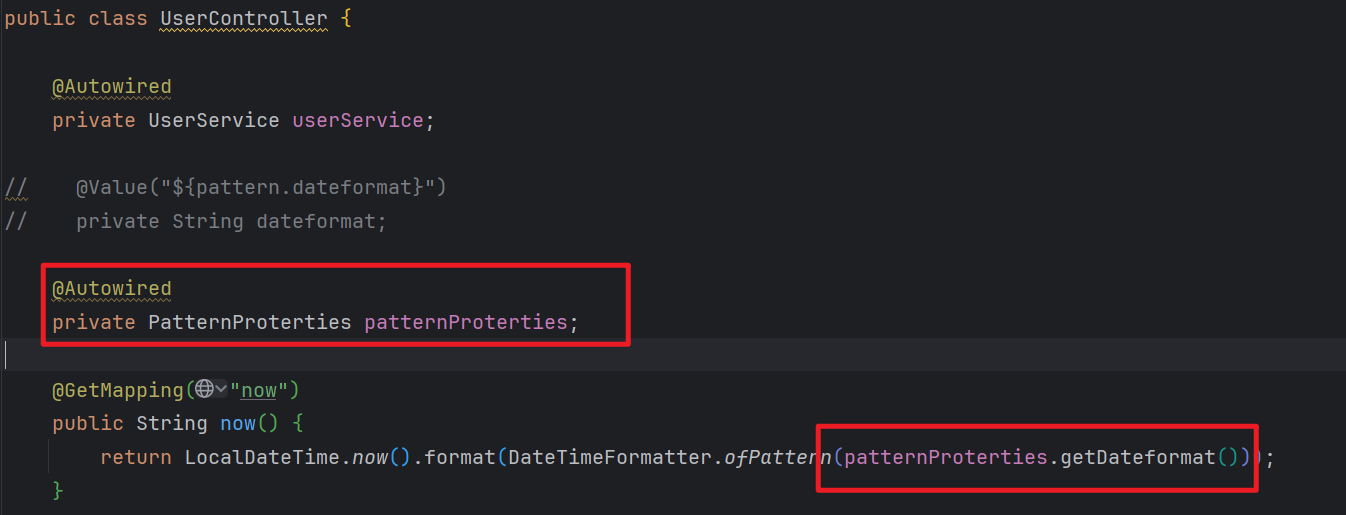 public class UserController {
@Autowired
private UserService userService;
// @Value("${pattern.dateformat}")
// private String dateformat;
@Autowired
private PatternProterties patternProterties;
@GetMapping("now")
public String now() {
return LocalDateTime.now().format(DateTimeFormatter.ofPattern(patternProterties.getDateformat()));
}